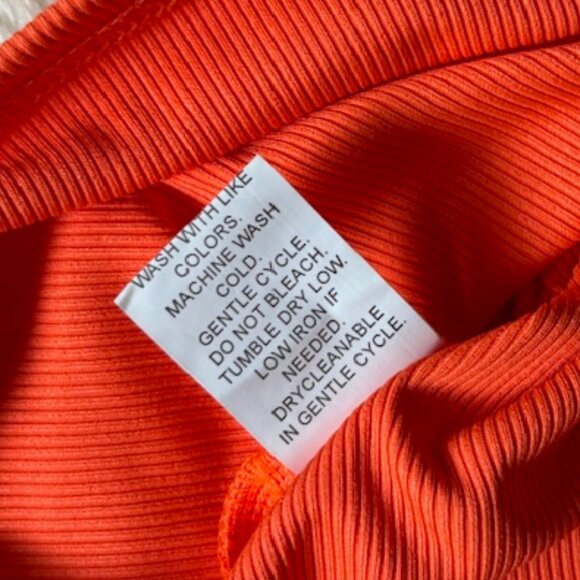 WASH WITH LIKE
COLORS.
MACHINE WASH
COLD.
GENTLE CYCLE.
DO NOT BLEACH.
TUMBLE DRY LOW.
LOW IRON IF
NEEDED.
DRYCLEANABLE
IN GENTLE CYCLE.